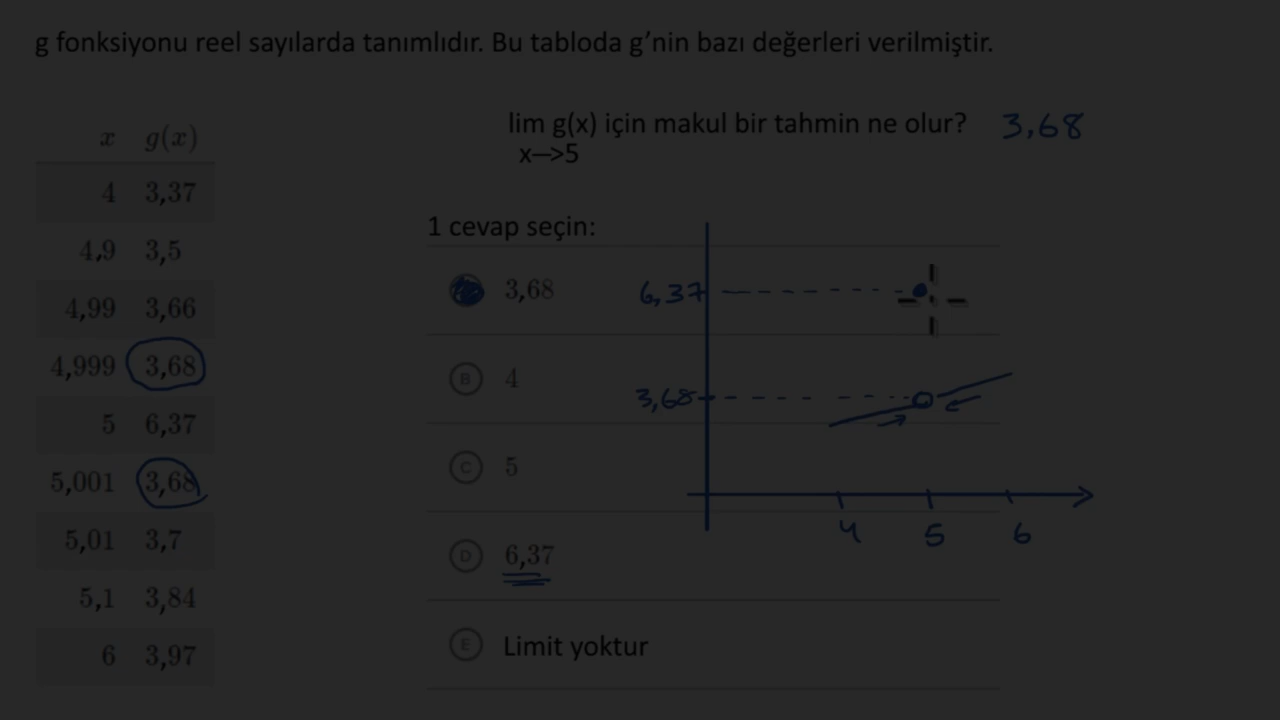 g fonksiyonu reel sayılarda tanımlıdır. Bu tabloda g'nin bazı değerleri verilmiştir.
lim g(x) için makul bir tahmin ne olur? 3,68
x—>5
x g(x)
4 3,37
4,9 3,5
4,99 3,66
4,999 3,68
5 6,37
5,001 3,68
5,01 3,7
5,1 3,84
6 3,97
1 cevap seçin:
3,68
B 4
C 5
D 6,37
E Limit yoktur
6,37
3,68
4 5 6